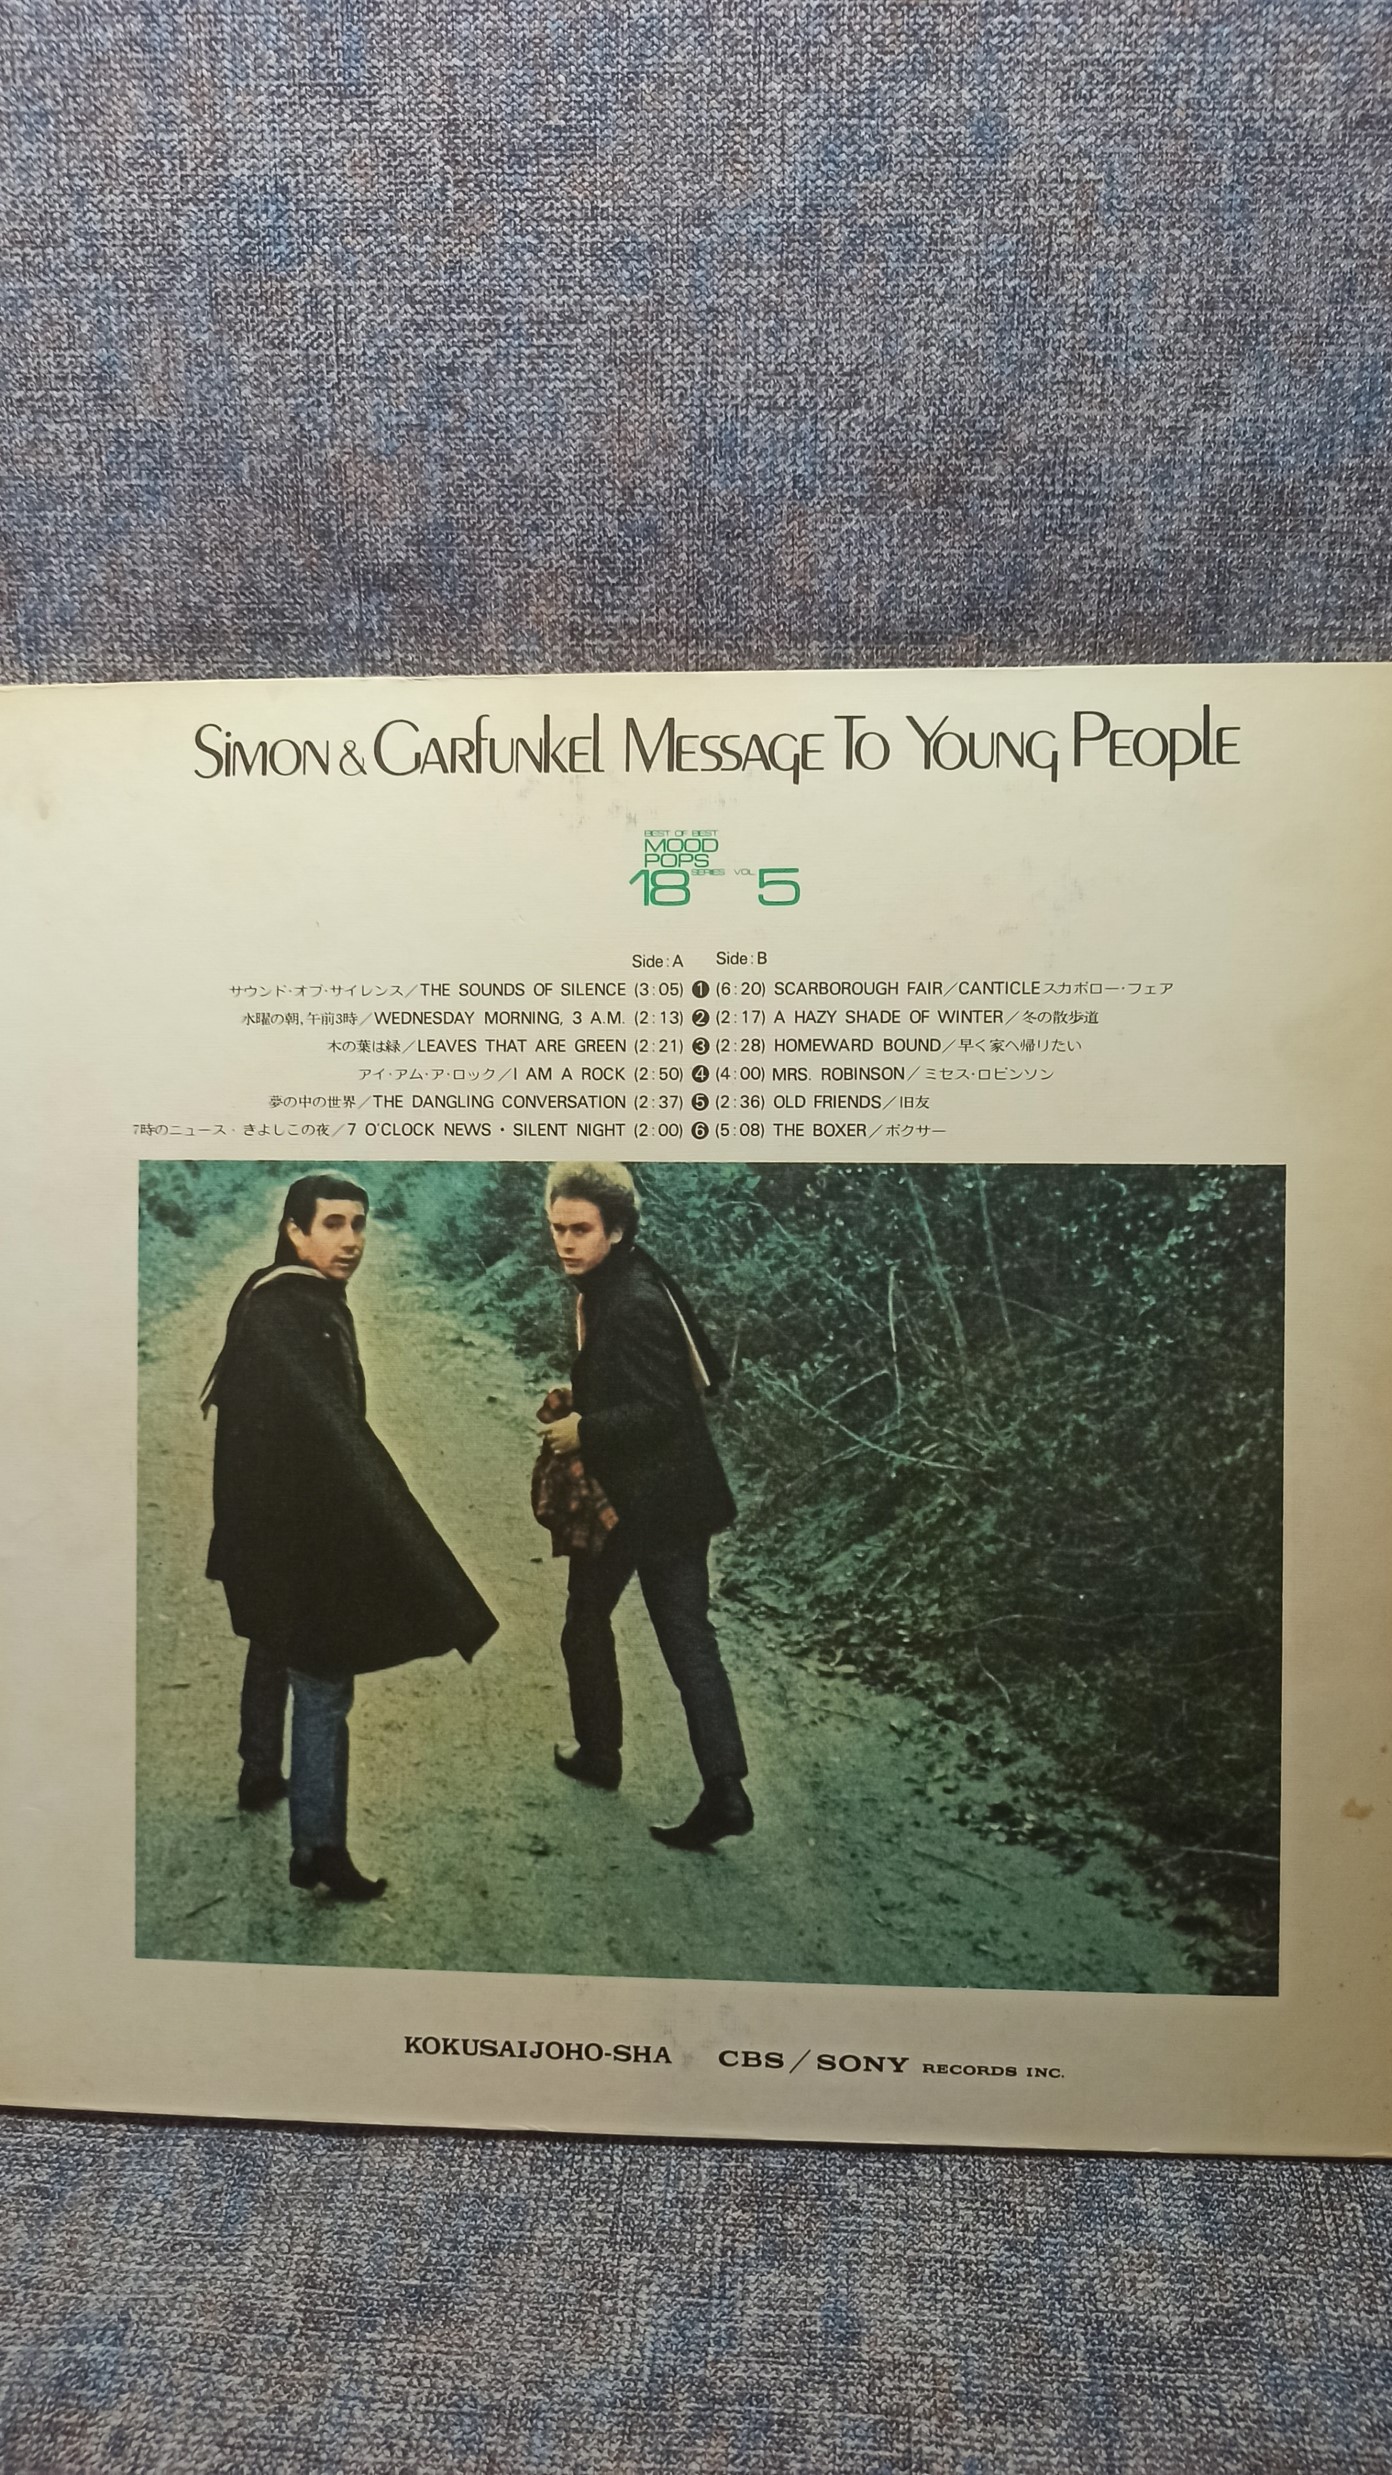 SIMON & GARFUNKEL MESSAGE TO YOUNG PEOPLE
BEST OF BEST
MOOD
POPS
18 SERIES VOL. 5
Side:A Side:B
サウンド・オブ・サイレンス／THE SOUNDS OF SILENCE (3:05) ❶ (6:20) SCARBOROUGH FAIR／CANTICLEスカボロー・フェア
水曜の朝,午前3時／WEDNESDAY MORNING, 3 A.M. (2:13) ❷ (2:17) A HAZY SHADE OF WINTER／冬の散歩道
木の葉は緑／LEAVES THAT ARE GREEN (2:21) ❸ (2:28) HOMEWARD BOUND／早く家へ帰りたい
アイ・アム・ア・ロック／I AM A ROCK (2:50) ❹ (4:00) MRS. ROBINSON／ミセス・ロビンソン
夢の中の世界／THE DANGLING CONVERSATION (2:37) ❺ (2:36) OLD FRIENDS／旧友
7時のニュース・きよしこの夜／7 O'CLOCK NEWS・SILENT NIGHT (2:00) ❻ (5:08) THE BOXER／ボクサー
KOKUSAIJOHO-SHA CBS/SONY RECORDS INC.